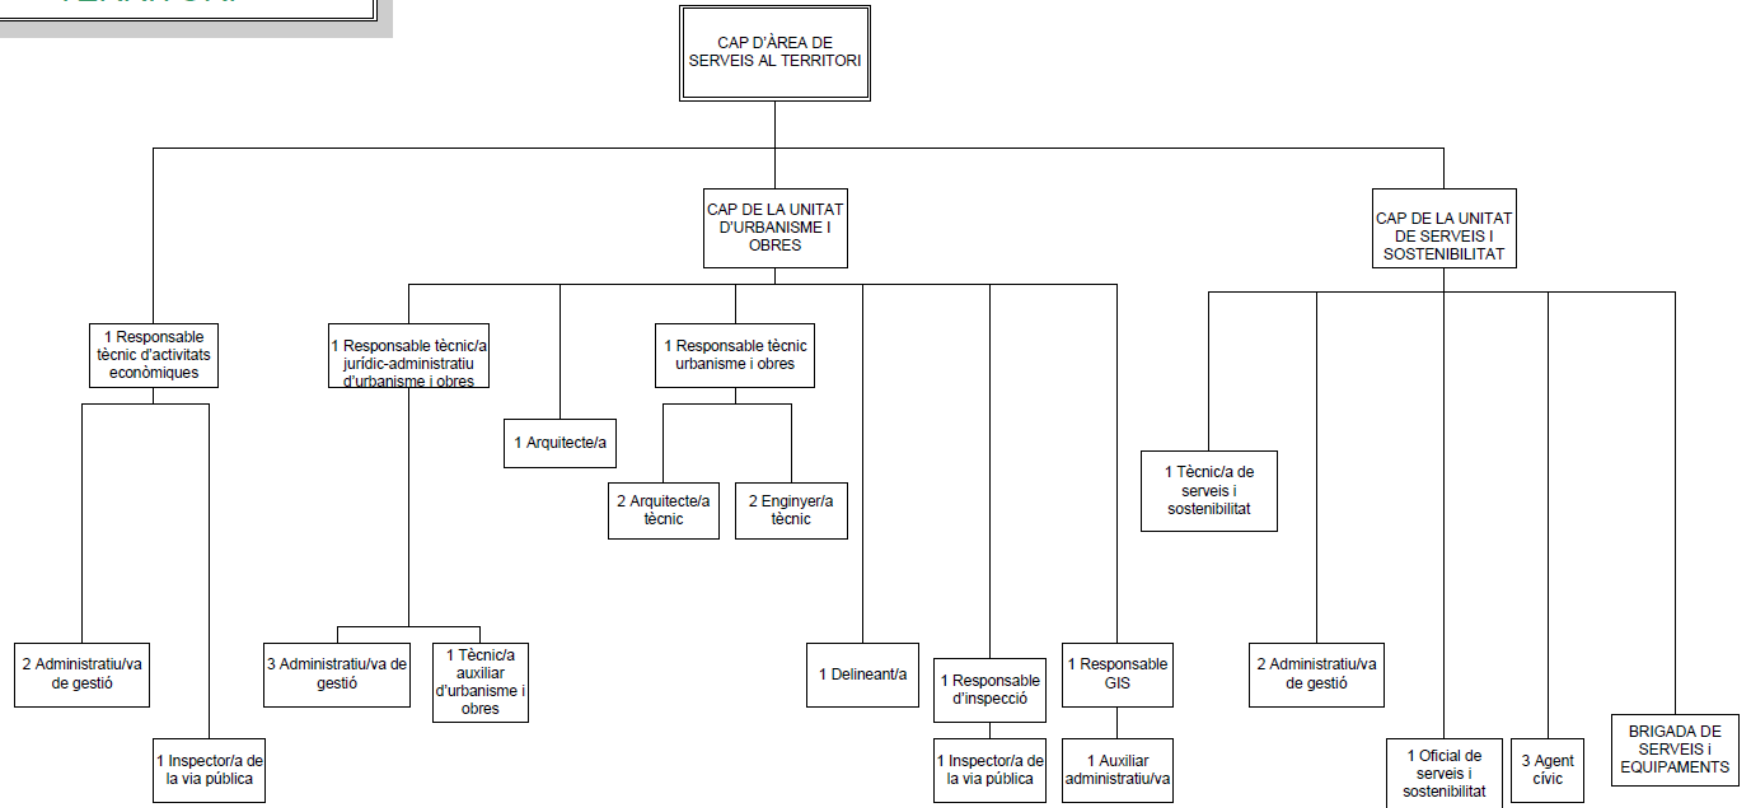 CAP D'ÀREA DE
SERVEIS AL TERRITORI
CAP DE LA UNITAT
D'URBANISME I
OBRES
CAP DE LA UNITAT
DE SERVEIS I
SOSTENIBILITAT
1 Responsable
tècnic d'activitats
econòmiques
1 Responsable tècnic/a
jurídic-administratiu
d'urbanisme i obres
1 Responsable tècnic
urbanisme i obres
1 Arquitecte/a
2 Arquitecte/a
tècnic
2 Enginyer/a
tècnic
1 Tècnic/a de
serveis i
sostenibilitat
2 Administratiu/va
de gestió
3 Administratiu/va de
gestió
1 Tècnic/a
auxiliar
d'urbanisme i
obres
1 Delineant/a
1 Responsable
d'inspecció
1 Responsable
GIS
2 Administratiu/va
de gestió
1 Inspector/a de
la via pública
1 Inspector/a de
la via pública
1 Auxiliar
administratiu/va
1 Oficial de
serveis i
sostenibilitat
3 Agent
cívic
BRIGADA DE
SERVEIS i
EQUIPAMENTS